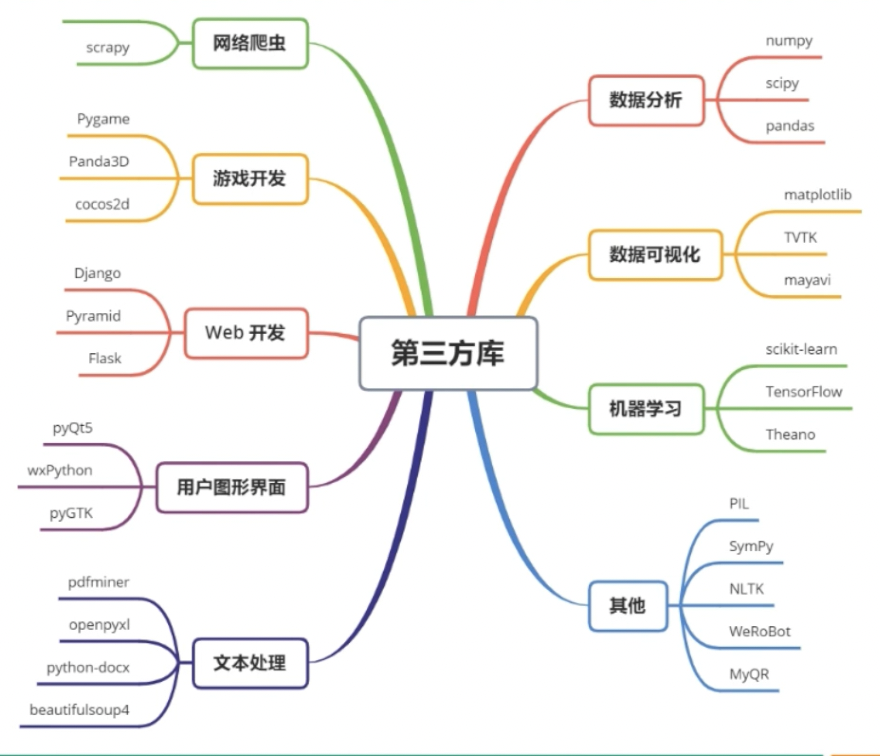 第三方库
网络爬虫
scrapy
游戏开发
Pygame
Panda3D
cocos2d
Web 开发
Django
Pyramid
Flask
用户图形界面
pyQt5
wxPython
pyGTK
文本处理
pdfminer
openpyxl
python-docx
beautifulsoup4
数据分析
numpy
scipy
pandas
数据可视化
matplotlib
TVTK
mayavi
机器学习
scikit-learn
TensorFlow
Theano
其他
PIL
SymPy
NLTK
WeRoBot
MyQR